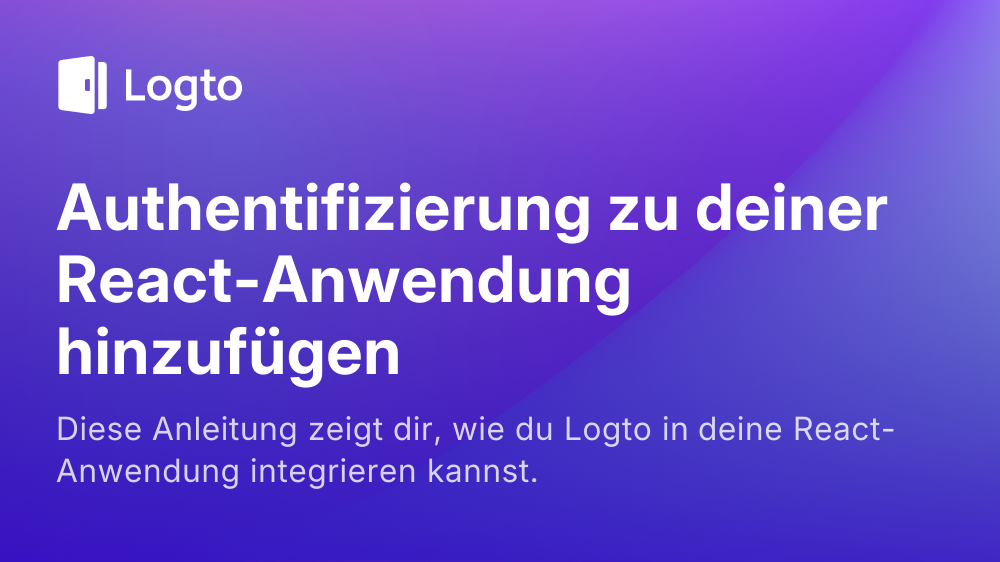 Logto
Authentifizierung zu deiner
React-Anwendung
hinzufügen
Diese Anleitung zeigt dir, wie du Logto in deine React-
Anwendung integrieren kannst.